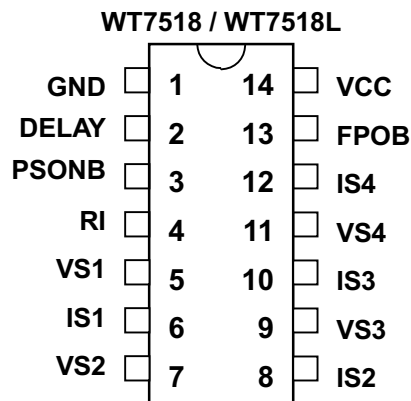 WT7518 / WT7518L
GND 1 14 VCC
DELAY 2 13 FPOB
PSONB 3 12 IS4
RI 4 11 VS4
VS1 5 10 IS3
IS1 6 9 VS3
VS2 7 8 IS2